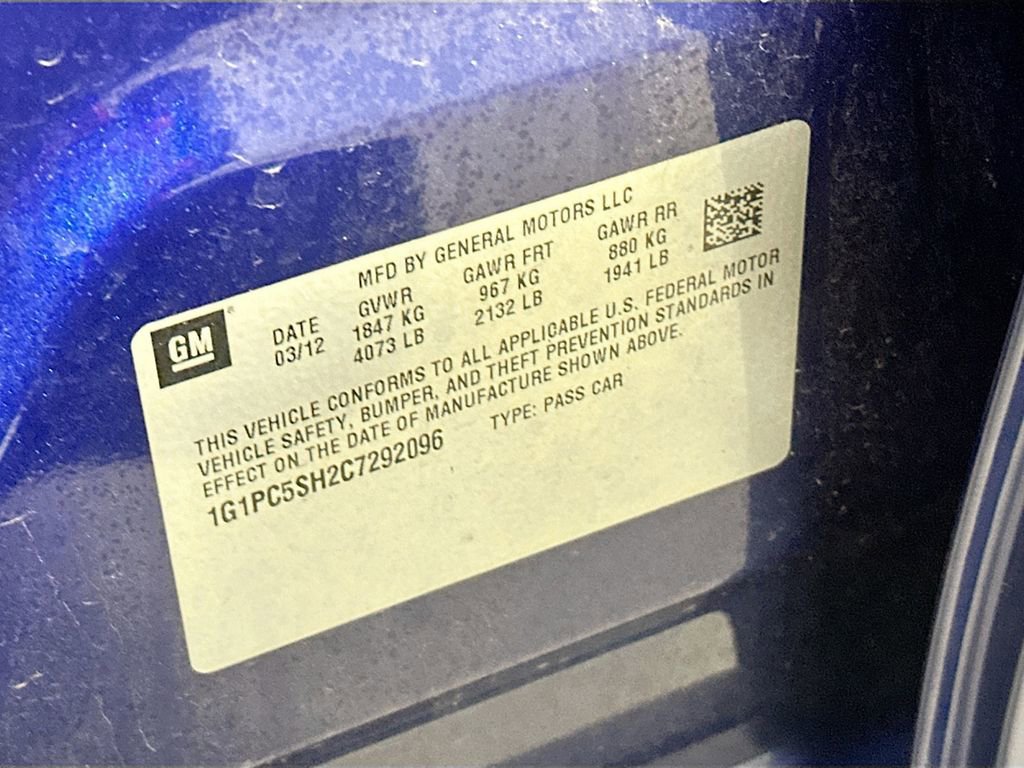 MFD BY GENERAL MOTORS LLC
GM
DATE GVWR GAWR FRT GAWR RR
03/12 1847 KG 967 KG 880 KG
4073 LB 2132 LB 1941 LB
THIS VEHICLE CONFORMS TO ALL APPLICABLE U.S. FEDERAL MOTOR
VEHICLE SAFETY, BUMPER, AND THEFT PREVENTION STANDARDS IN
EFFECT ON THE DATE OF MANUFACTURE SHOWN ABOVE.
1G1PC5SH2C7292096 TYPE: PASS CAR